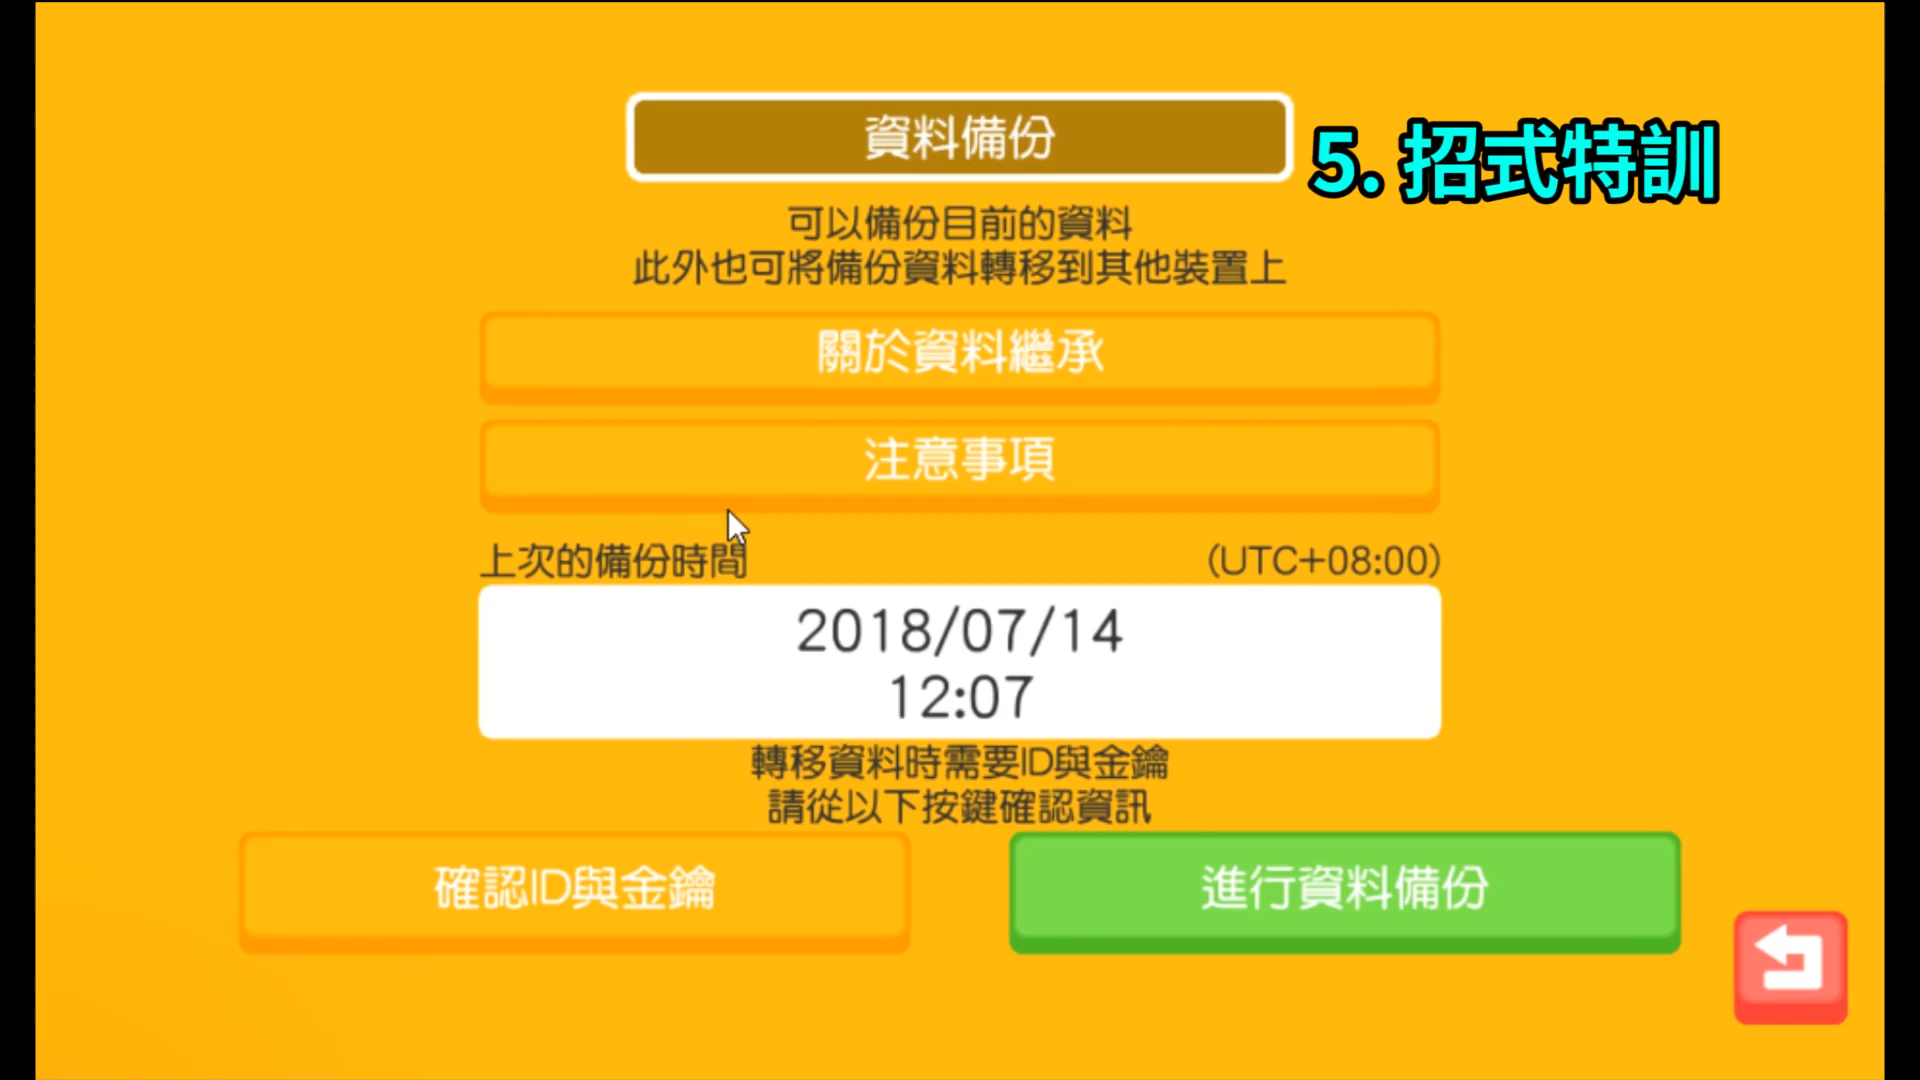 資料備份
5. 招式特訓
可以備份目前的資料
此外也可將備份資料轉移到其他裝置上
關於資料繼承
注意事項
上次的備份時間
(UTC+08:00)
2018/07/14
12:07
轉移資料時需要ID與金鑰
請從以下按鍵確認資訊
確認ID與金鑰
進行資料備份